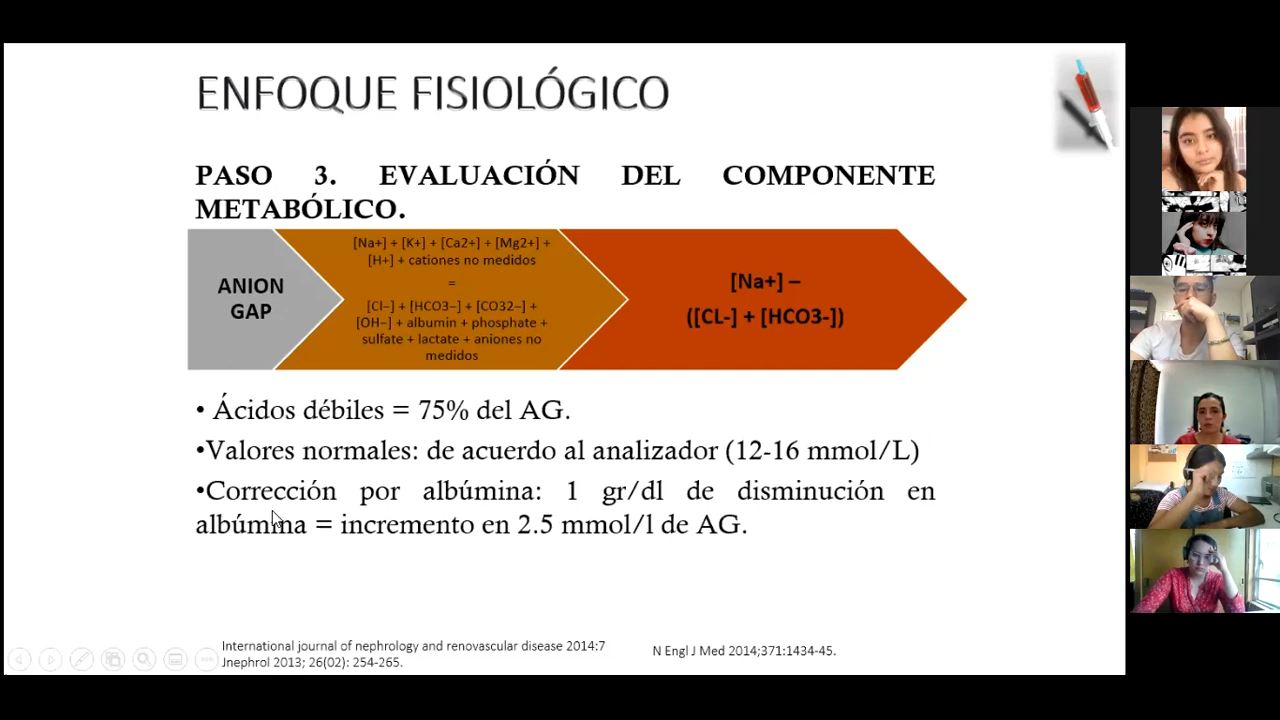 ENFOQUE FISIOLÓGICO
PASO 3. EVALUACIÓN DEL COMPONENTE
METABÓLICO.
ANION
GAP
[Na+] + [K+] + [Ca2+] + [Mg2+] +
[H+] + cationes no medidos
=
[Cl–] + [HCO3–] + [CO32–] +
[OH–] + albumin + phosphate +
sulfate + lactate + aniones no
medidos
[Na+] –
([CL-] + [HCO3-])
• Ácidos débiles = 75% del AG.
•Valores normales: de acuerdo al analizador (12-16 mmol/L)
•Corrección por albúmina: 1 gr/dl de disminución en
albúmina = incremento en 2.5 mmol/l de AG.
International journal of nephrology and renovascular disease 2014:7
Jnephrol 2013; 26(02): 254-265.
N Engl J Med 2014;371:1434-45.